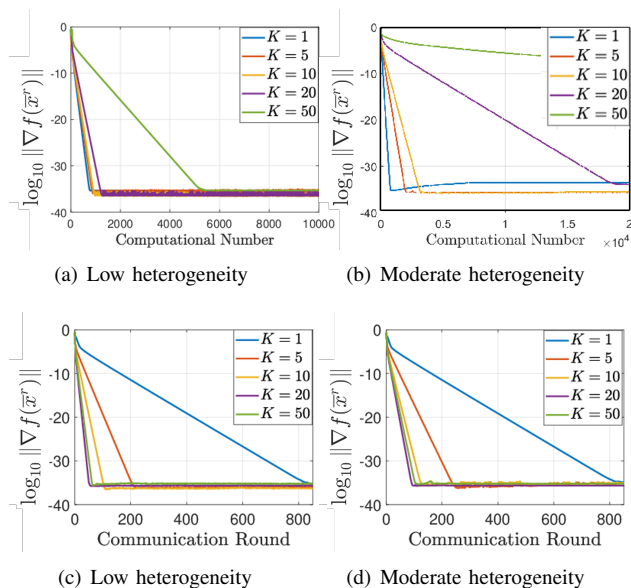 0
-10
-20
-30
-40
log₁₀ ‖∇f(x̄ʳ)‖
K = 1
K = 5
K = 10
K = 20
K = 50
0 2000 4000 6000 8000 10000
Computational Number
(a) Low heterogeneity
0
-10
-20
-30
-40
log₁₀ ‖∇f(x̄ʳ)‖
K = 1
K = 5
K = 10
K = 20
K = 50
0 0.5 1 1.5 2
Computational Number ×10⁴
(b) Moderate heterogeneity
0
-10
-20
-30
-40
log₁₀ ‖∇f(x̄ʳ)‖
K = 1
K = 5
K = 10
K = 20
K = 50
0 200 400 600 800
Communication Round
(c) Low heterogeneity
0
-10
-20
-30
-40
log₁₀ ‖∇f(x̄ʳ)‖
K = 1
K = 5
K = 10
K = 20
K = 50
0 200 400 600 800
Communication Round
(d) Moderate heterogeneity